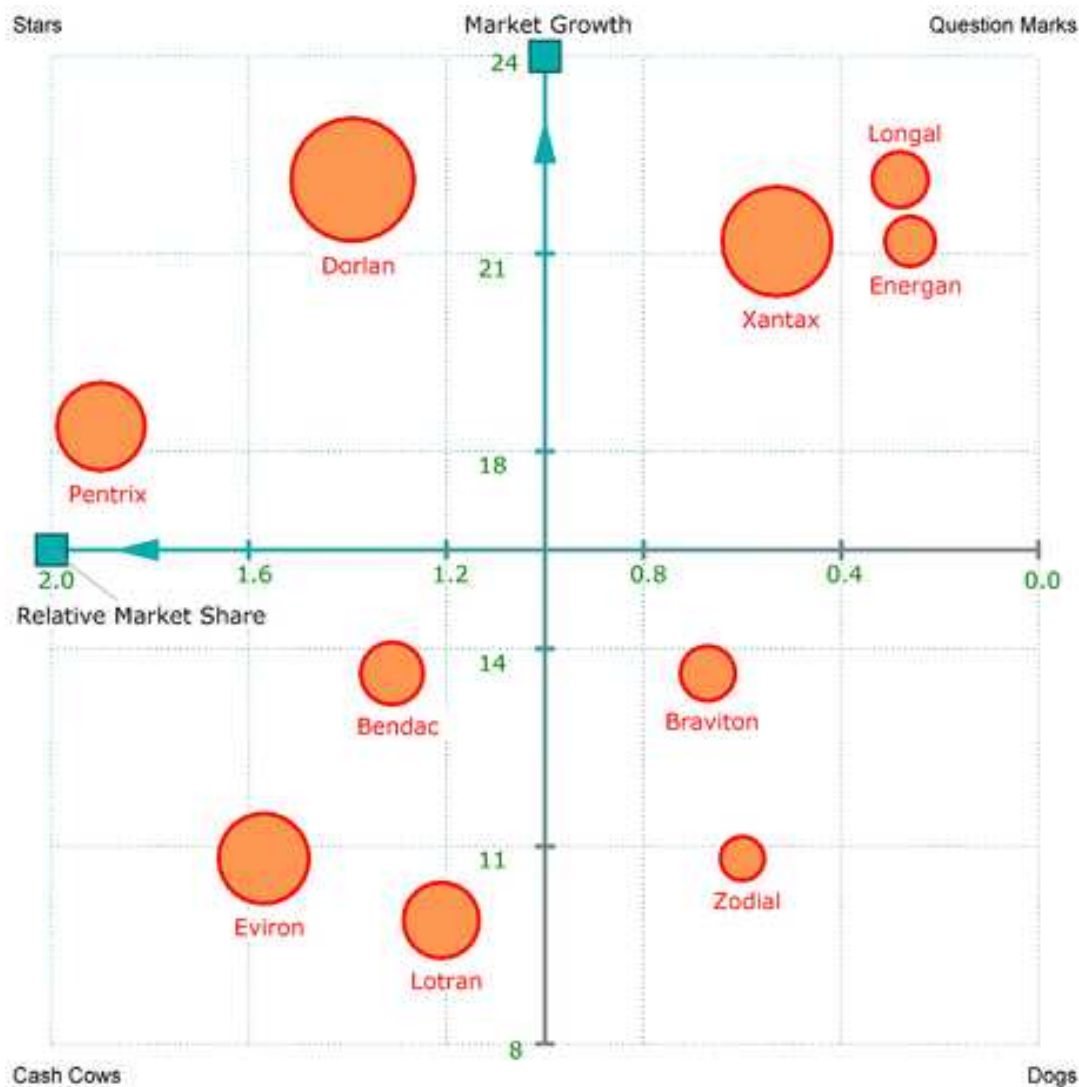 Stars
Market Growth
Question Marks
24
Longal
21
Dorlan
Energan
Xantax
18
Pentrix
2.0
1.6
1.2
0.8
0.4
0.0
Relative Market Share
14
Bendac
Braviton
11
Zodial
Eviron
Lotran
8
Cash Cows
Dogs